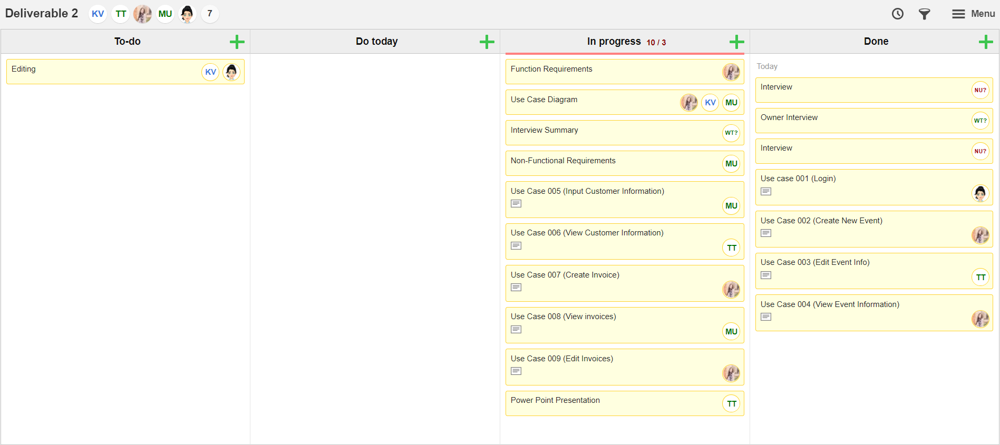 Deliverable 2 KV TT MU 7 Menu
To-do
Editing KV
Do today
In progress 10 / 3
Function Requirements
Use Case Diagram KV MU
Interview Summary WT?
Non-Functional Requirements MU
Use Case 005 (Input Customer Information)
MU
Use Case 006 (View Customer Information)
TT
Use Case 007 (Create Invoice)
Use Case 008 (View invoices)
MU
Use Case 009 (Edit Invoices)
Power Point Presentation TT
Done
Today
Interview NU?
Owner Interview WT?
Interview NU?
Use case 001 (Login)
Use Case 002 (Create New Event)
Use Case 003 (Edit Event Info)
TT
Use Case 004 (View Event Information)